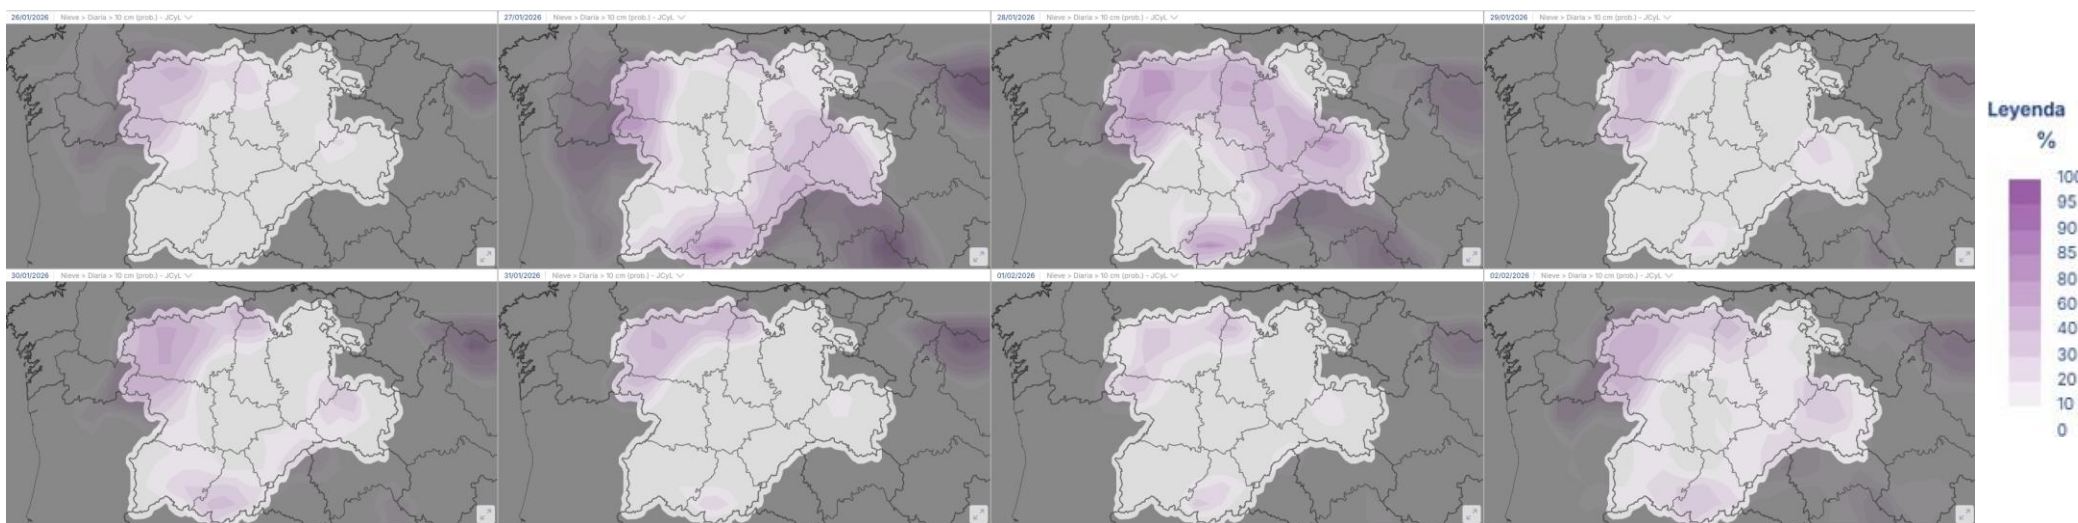 26/01/2026 Nieve > Diaria > 10 cm (prob.) - JCyL
27/01/2026 Nieve > Diaria > 10 cm (prob.) - JCyL
28/01/2026 Nieve > Diaria > 10 cm (prob.) - JCyL
29/01/2026 Nieve > Diaria > 10 cm (prob.) - JCyL
30/01/2026 Nieve > Diaria > 10 cm (prob.) - JCyL
31/01/2026 Nieve > Diaria > 10 cm (prob.) - JCyL
01/02/2026 Nieve > Diaria > 10 cm (prob.) - JCyL
02/02/2026 Nieve > Diaria > 10 cm (prob.) - JCyL
Leyenda
%
100
95
90
85
80
60
40
30
20
10
0